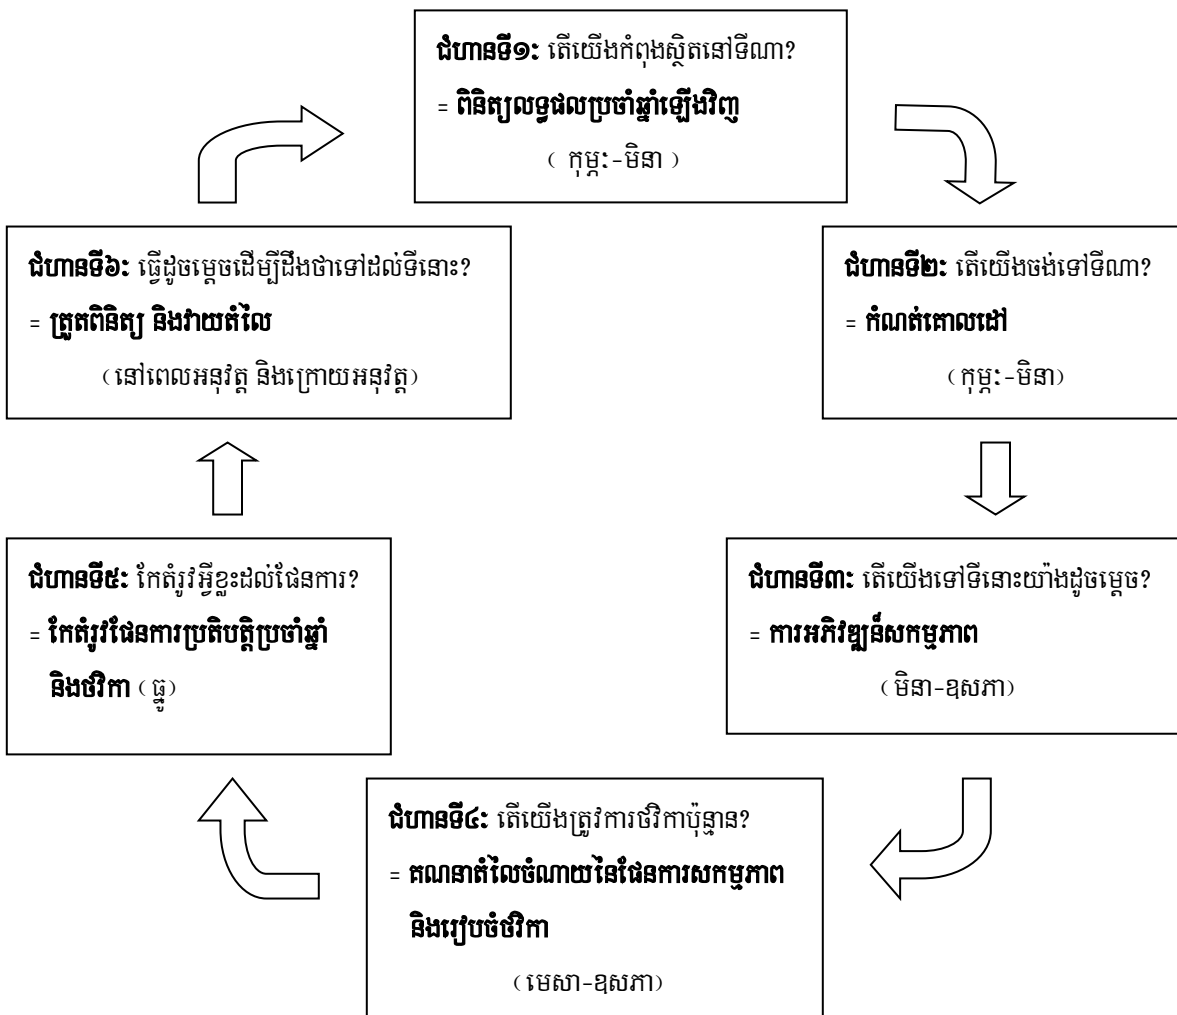 ជំហានទី១: តើយើងកំពុងស្ថិតនៅទីណា?
= ពិនិត្យលទ្ធផលប្រចាំឆ្នាំឡើងវិញ
( កុម្ភៈ-មិនា )
ជំហានទី២: តើយើងចង់ទៅទីណា?
= កំណត់គោលដៅ
(កុម្ភៈ-មិនា)
ជំហានទី៣: តើយើងទៅទីនោះយ៉ាងដូចម្តេច?
= ការអភិវឌ្ឍន៍សកម្មភាព
(មិនា-ឧសភា)
ជំហានទី៤: តើយើងត្រូវការថវិកាប៉ុន្មាន?
= គណនាតំលៃចំណាយនៃផែនការសកម្មភាព
និងរៀបចំថវិកា
(មេសា-ឧសភា)
ជំហានទី៥: កែតំរូវអ្វីខ្លះដល់ផែនការ?
= កែតំរូវផែនការប្រតិបត្តិប្រចាំឆ្នាំ
និងថវិកា (ធ្នូ)
ជំហានទី៦: ធ្វើដូចម្តេចដើម្បីដឹងថាទៅដល់ទីនោះ?
= ត្រួតពិនិត្យ និងវាយតំលៃ
(នៅពេលអនុវត្ត និងក្រោយអនុវត្ត)